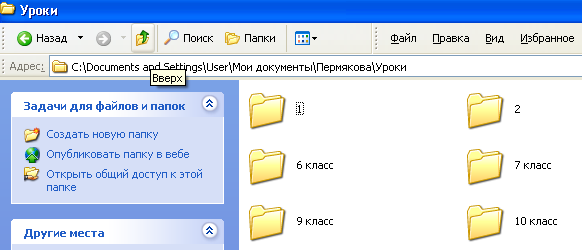 Уроки
Назад Поиск Папки Файл Правка Вид Избранное
Адрес: C:\Documents and Settings\User\Мои документы\Пермякова\Уроки
Вверх
Задачи для файлов и папок
Создать новую папку
Опубликовать папку в вебе
Открыть общий доступ к этой
папке
Другие места
1 2
6 класс 7 класс
9 класс 10 класс